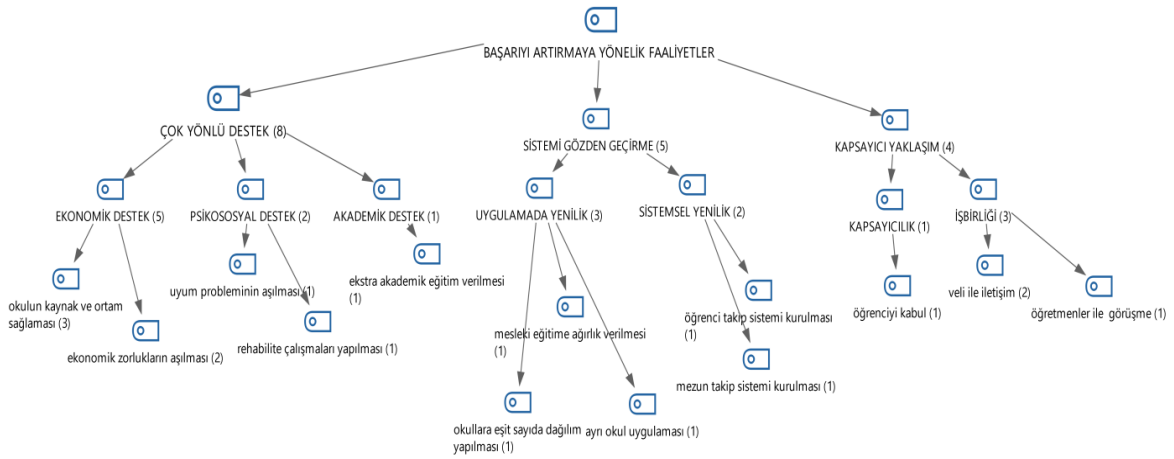 BAŞARIYI ARTIRMAYA YÖNELİK FAALİYETLER
ÇOK YÖNLÜ DESTEK (8)
SİSTEMİ GÖZDEN GEÇİRME (5)
KAPSAYICI YAKLAŞIM (4)
EKONOMİK DESTEK (5)
PSİKOSOSYAL DESTEK (2)
AKADEMİK DESTEK (1)
UYGULAMADA YENİLİK (3)
SİSTEMSEL YENİLİK (2)
KAPSAYICILIK (1)
İŞBİRLİĞİ (3)
okulun kaynak ve ortam
sağlaması (3)
ekonomik zorlukların aşılması (2)
uyum probleminin aşılması (1)
rehabilite çalışmaları yapılması (1)
ekstra akademik eğitim verilmesi
(1)
okullara eşit sayıda dağılım
yapılması (1)
mesleki eğitime ağırlık verilmesi
(1)
ayrı okul uygulaması (1)
öğrenci takip sistemi kurulması
(1)
mezun takip sistemi kurulması (1)
öğrenciyi kabul (1)
veli ile iletişim (2)
öğretmenler ile görüşme (1)